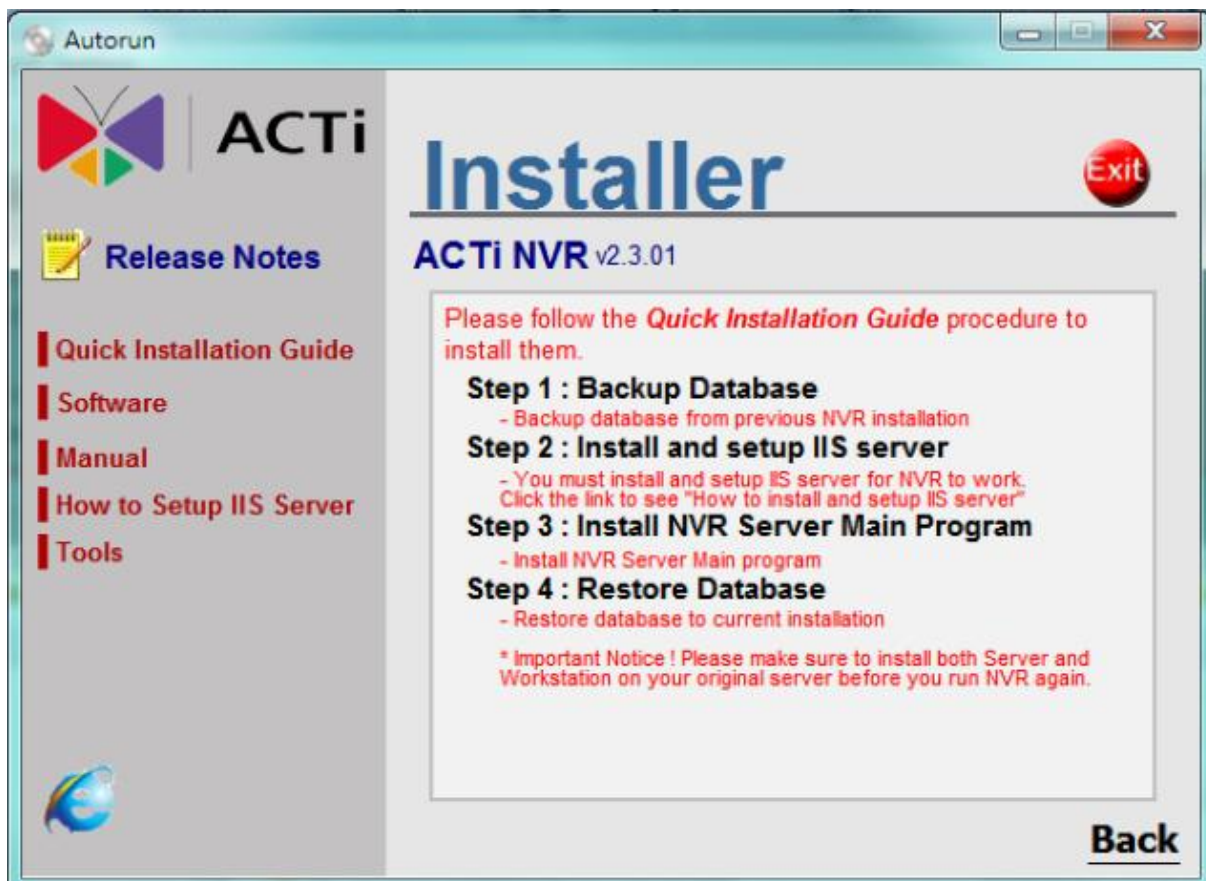 Autorun
ACTi
Release Notes
Quick Installation Guide
Software
Manual
How to Setup IIS Server
Tools
Installer
Exit
ACTi NVR v2.3.01
Please follow the Quick Installation Guide procedure to
install them.
Step 1 : Backup Database
- Backup database from previous NVR installation
Step 2 : Install and setup IIS server
- You must install and setup IIS server for NVR to work.
Click the link to see "How to install and setup IIS server"
Step 3 : Install NVR Server Main Program
- Install NVR Server Main program
Step 4 : Restore Database
- Restore database to current installation
* Important Notice ! Please make sure to install both Server and
Workstation on your original server before you run NVR again.
Back